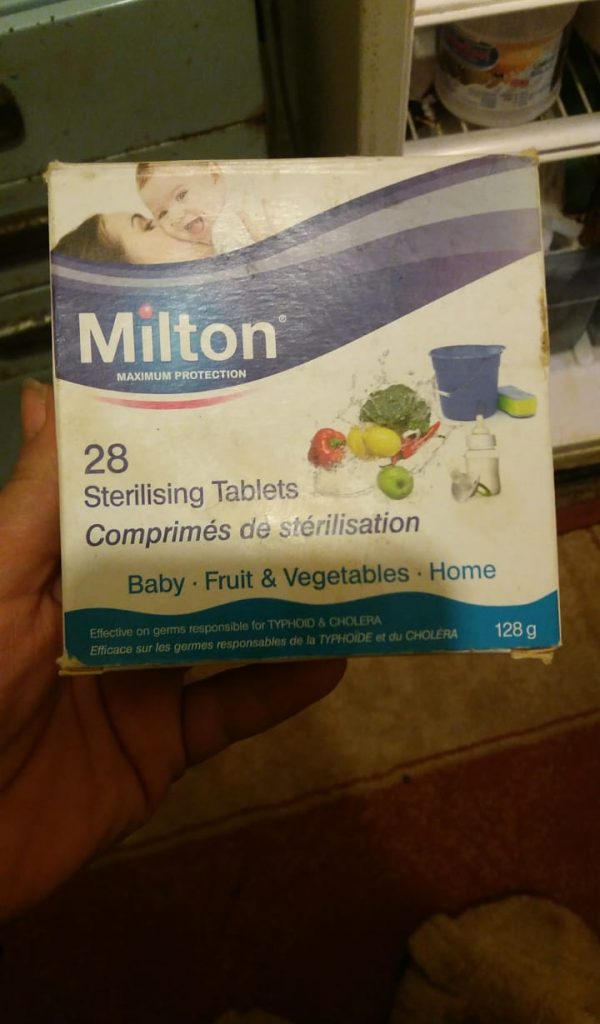 Milton®
MAXIMUM PROTECTION
28
Sterilising Tablets
Comprimés de stérilisation
Baby · Fruit & Vegetables · Home
Effective on germs responsible for TYPHOID & CHOLERA
Efficace sur les germes responsables de la TYPHOÏDE et du CHOLÉRA
128 g